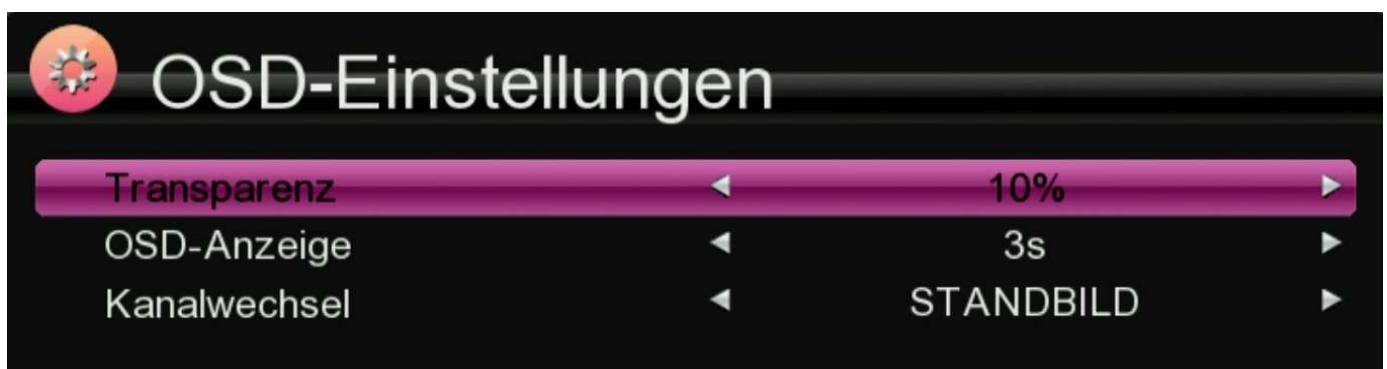 OSD-Einstellungen
Transparenz 10%
OSD-Anzeige 3s
Kanalwechsel STANDBILD